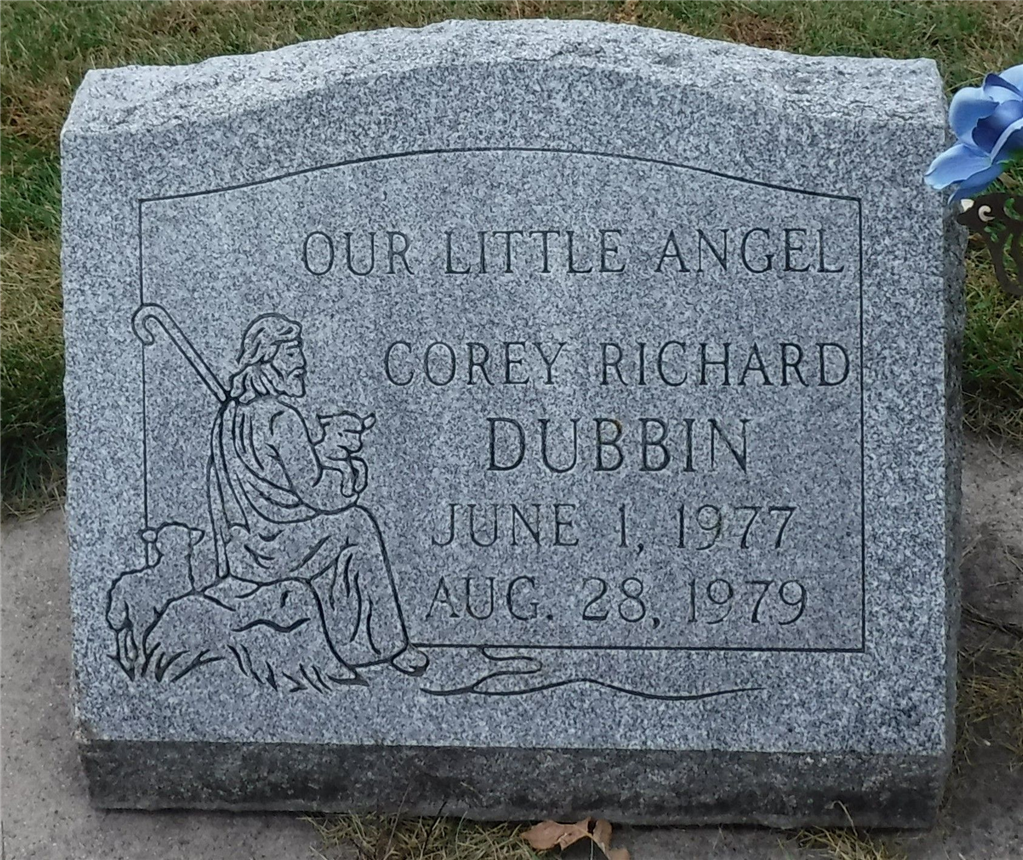 OUR LITTLE ANGEL
COREY RICHARD
DUBBIN
JUNE 1, 1977
AUG. 28, 1979